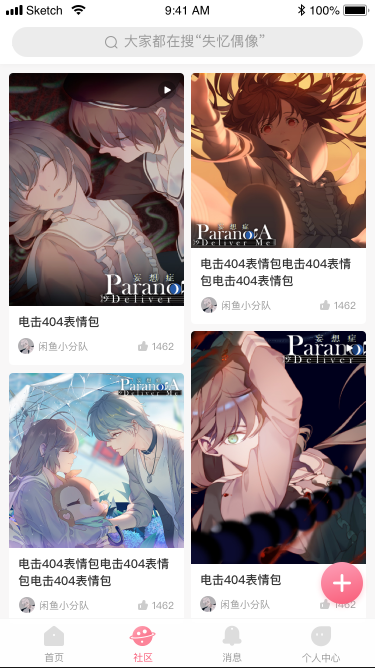 Sketch 9:41 AM 100%
大家都在搜“失忆偶像”
妄想症
ParanoiA
Deliver Me
电击404表情包
闲鱼小分队 1462
妄想症
ParanoiA
Deliver Me
电击404表情包电击404表情
包电击404表情包
闲鱼小分队 1462
妄想症
ParanoiA
Deliver Me
电击404表情包电击404表情
包电击404表情包
闲鱼小分队 1462
妄想症
ParanoiA
Deliver Me
电击404表情包
闲鱼小分队 1462
首页 社区 消息 个人中心